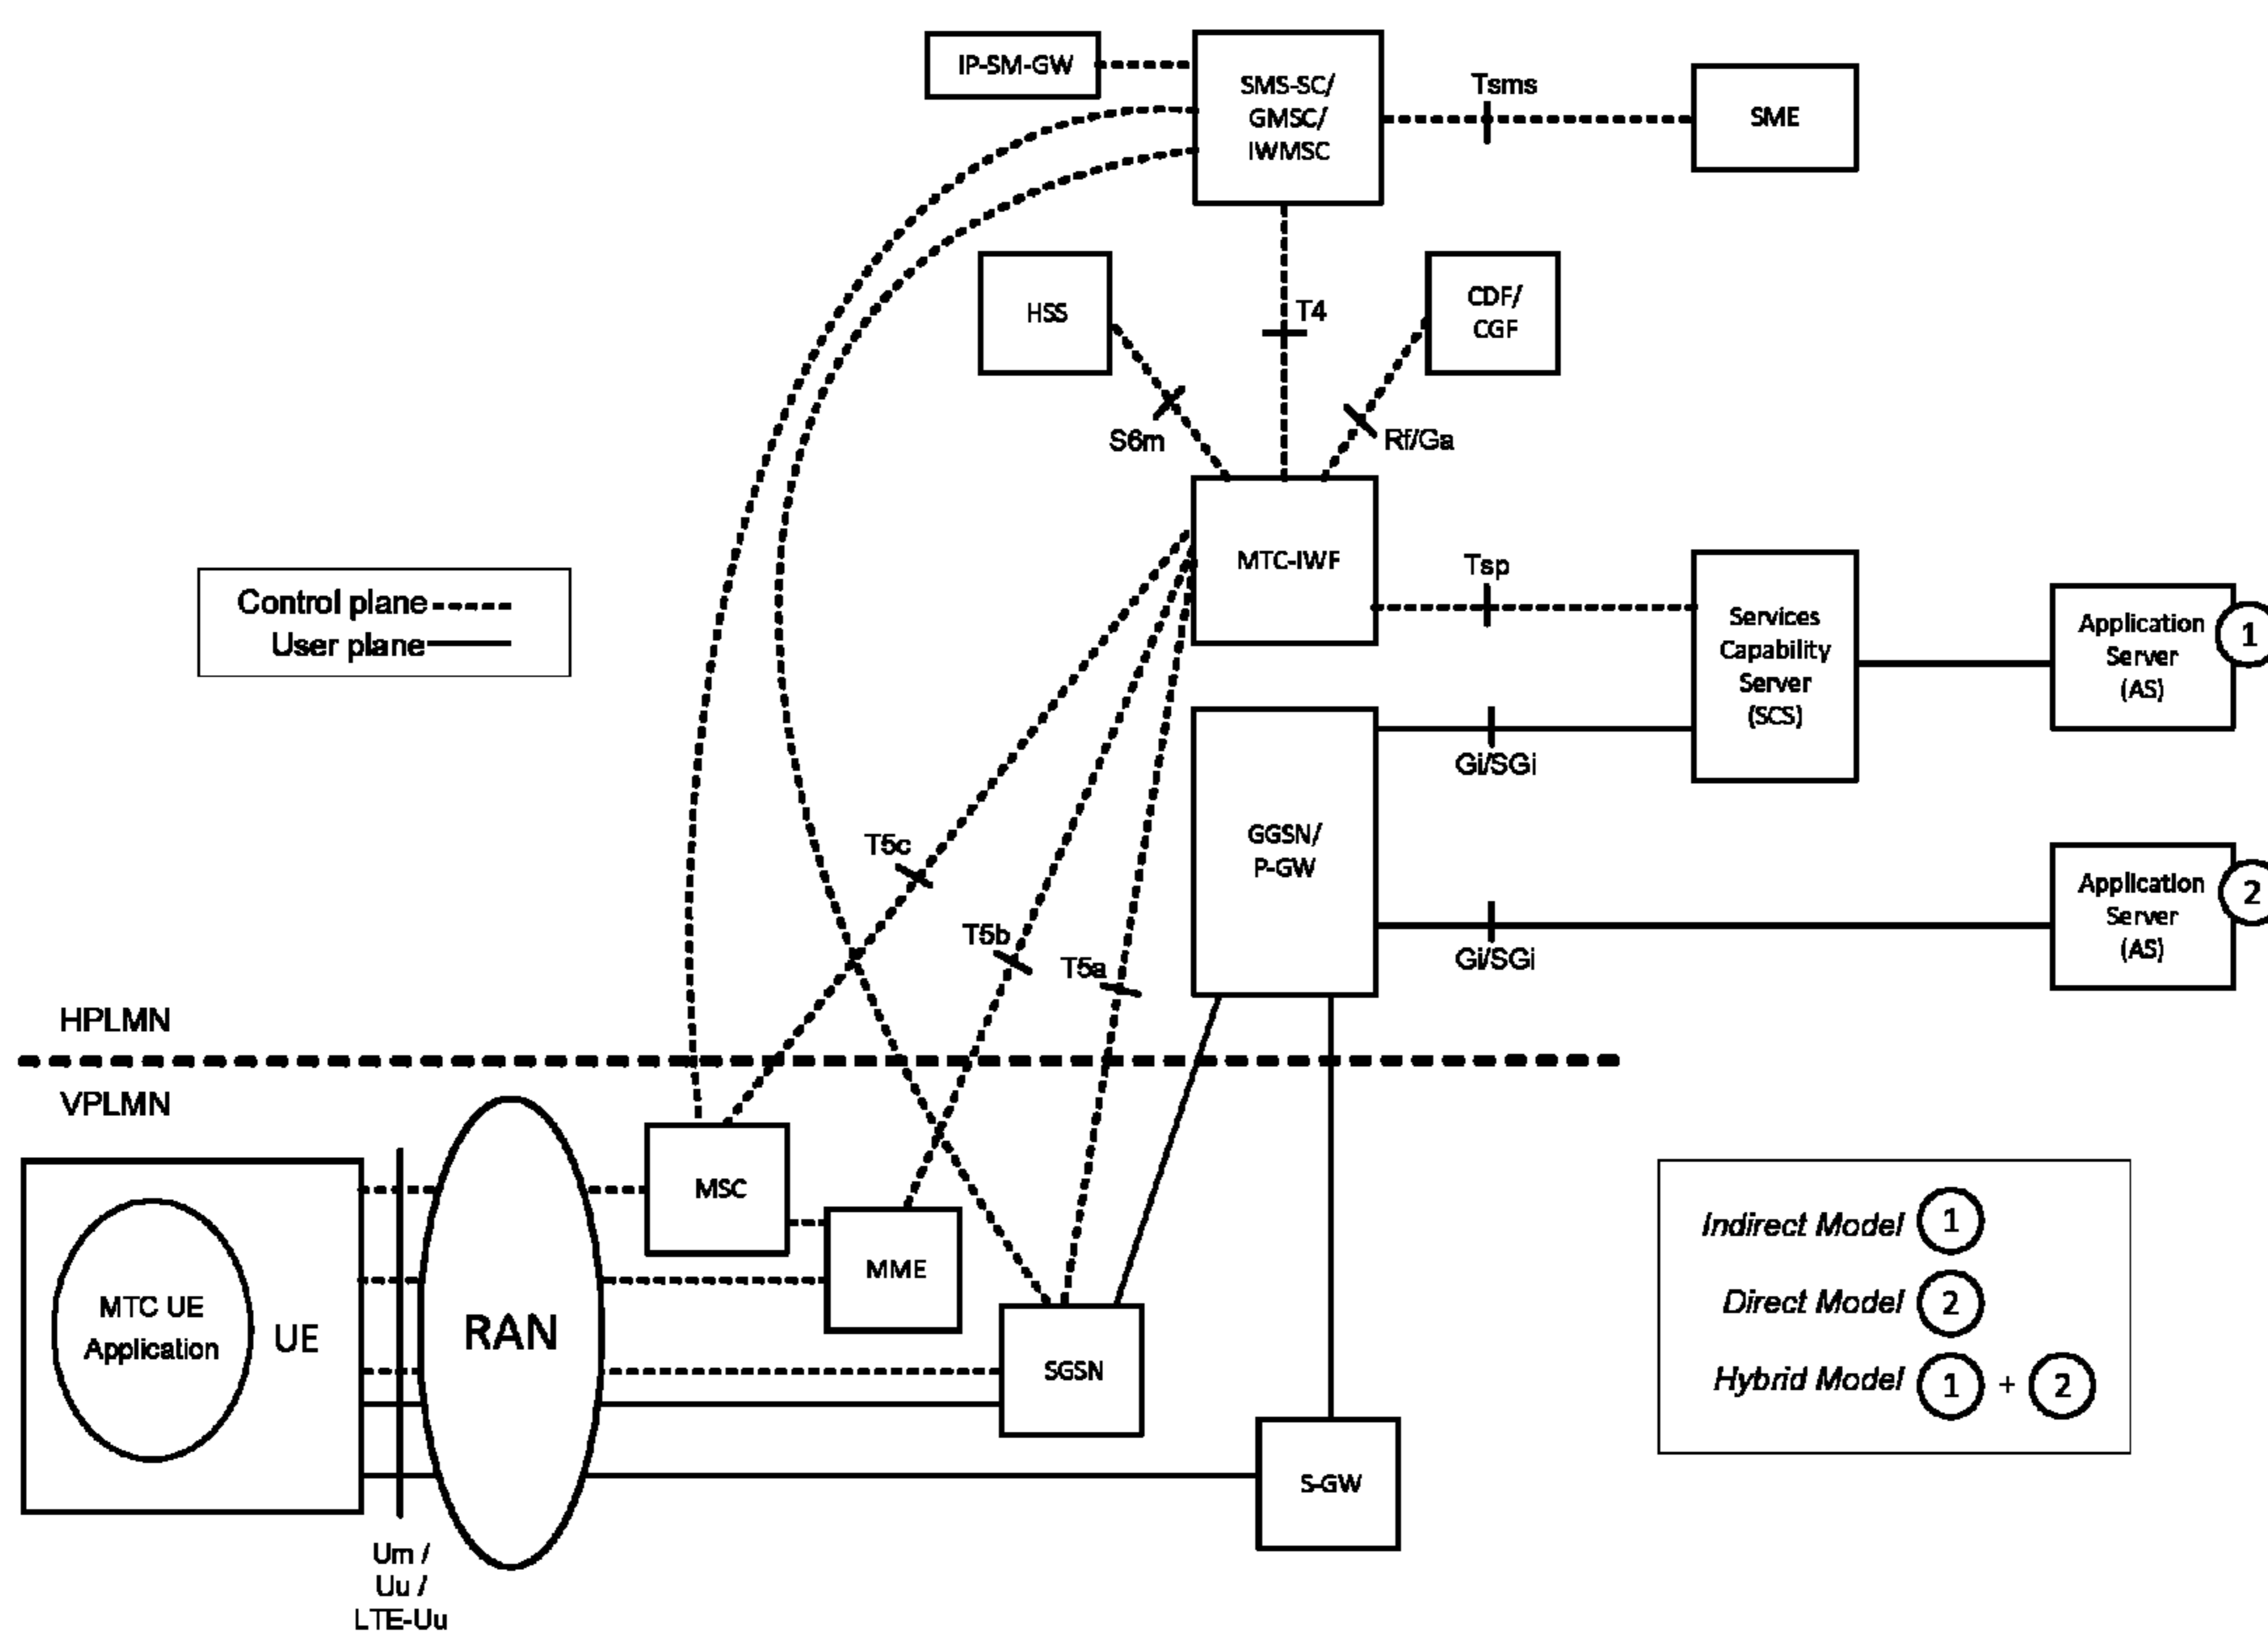 IP-SM-GW
SMS-SC/
GMSC/
IWMSC
Tsms
SME
HSS
T4
CDF/
CGF
S6m
Rf/Ga
MTC-IWF
Tsp
Services
Capability
Server
(SCS)
Application
Server
(AS)
1
Control plane
User plane
Gi/SGi
GGSN/
P-GW
T5c
T5b
T5a
Gi/SGi
Application
Server
(AS)
2
HPLMN
VPLMN
MSC
MME
SGSN
S-GW
MTC UE
Application
UE
RAN
Um /
Uu /
LTE-Uu
Indirect Model 1
Direct Model 2
Hybrid Model 1 + 2